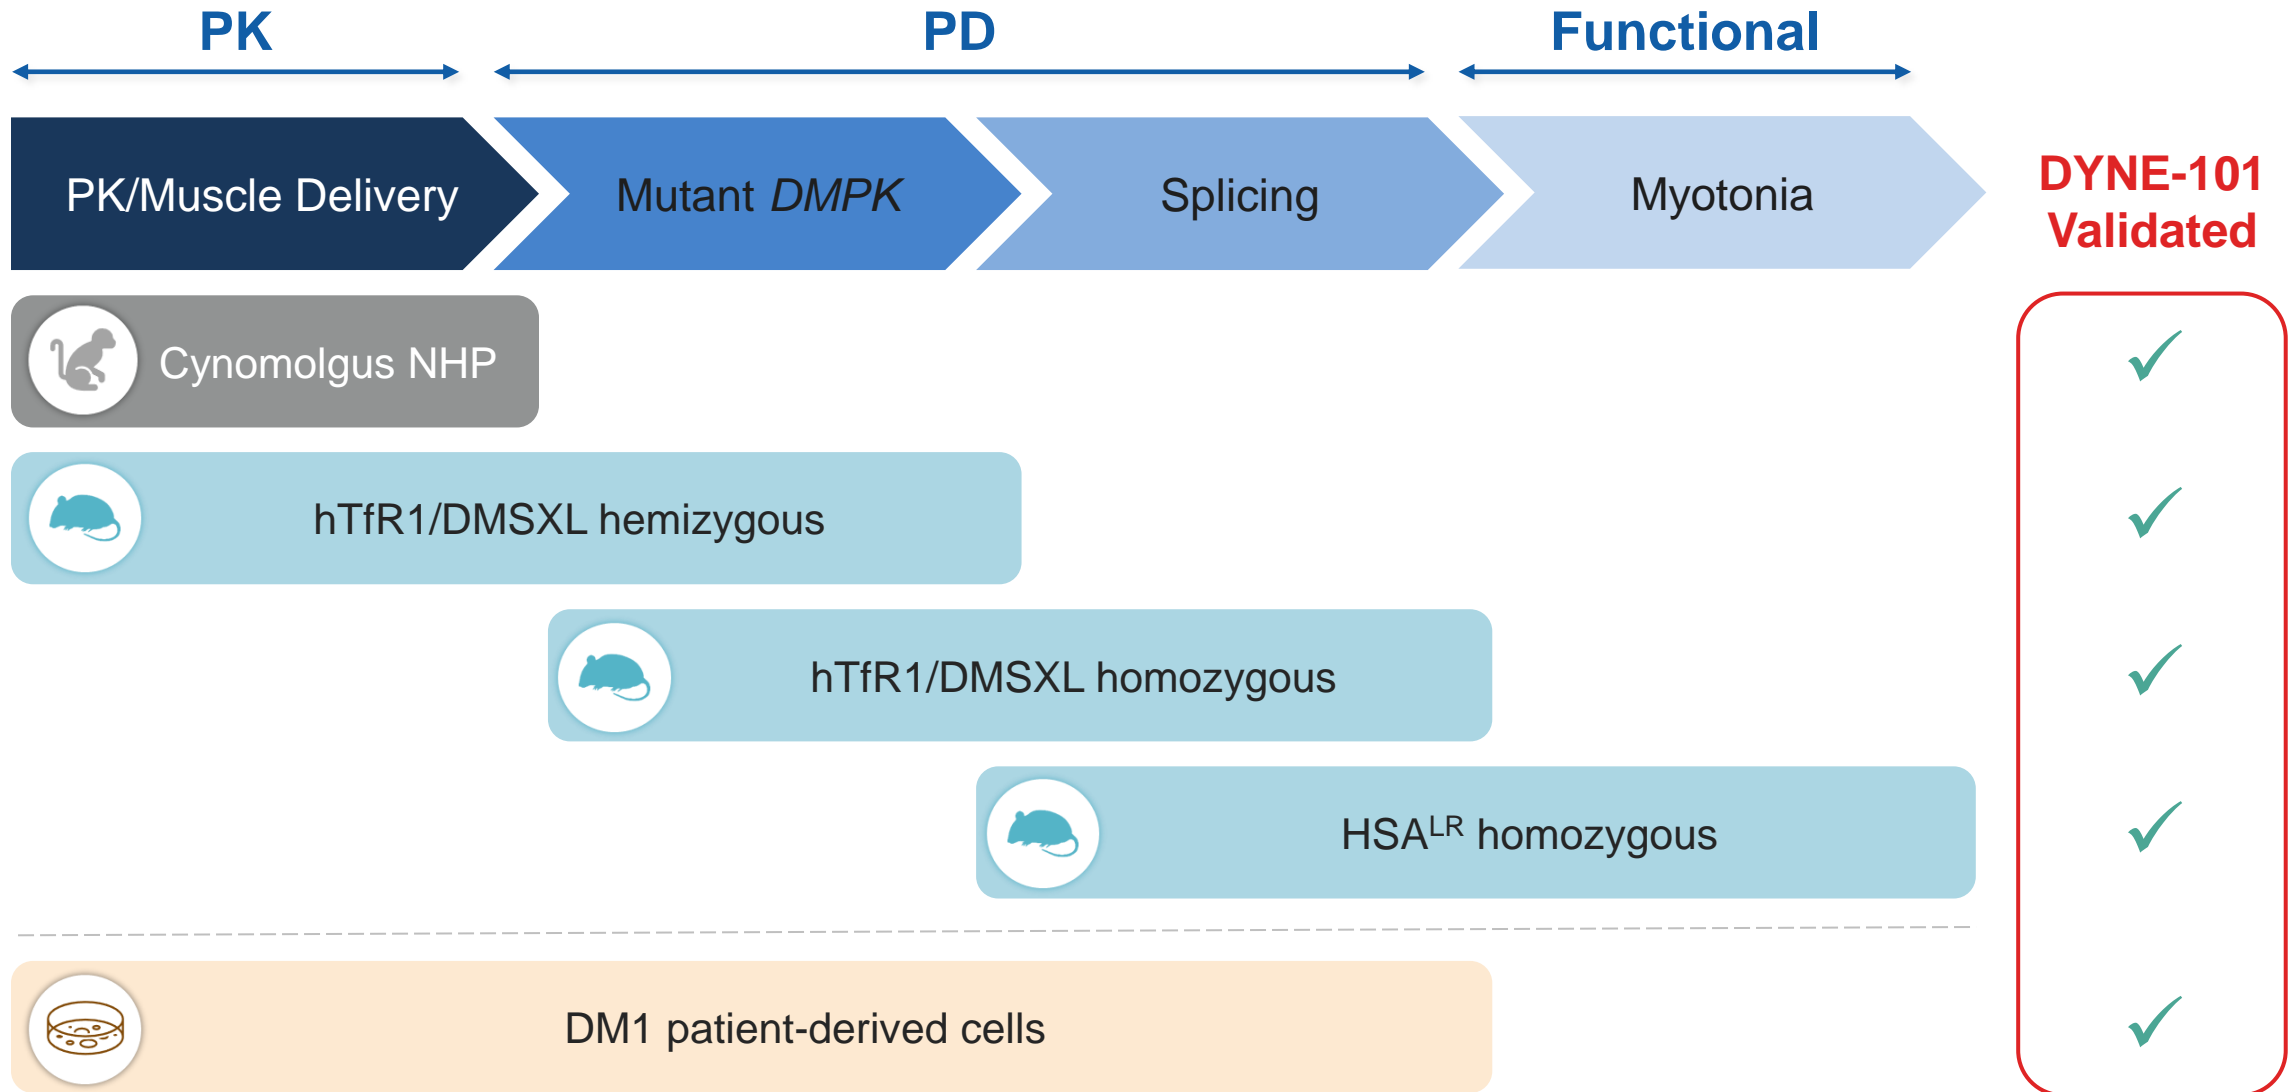 PK
PD
Functional
PK/Muscle Delivery
Mutant DMPK
Splicing
Myotonia
DYNE-101
Validated
Cynomolgus NHP
hTfR1/DMSXL hemizygous
hTfR1/DMSXL homozygous
HSALR homozygous
DM1 patient-derived cells